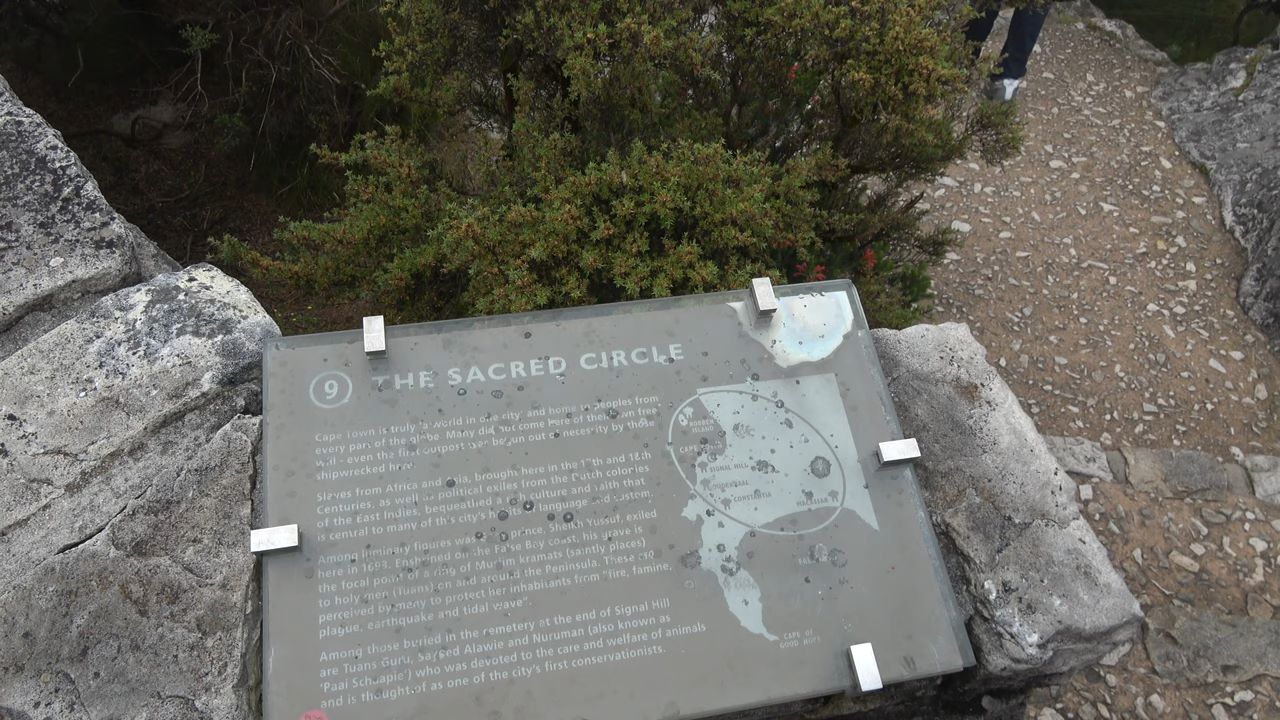 9 THE SACRED CIRCLE
Cape Town is truly 'a world in one city' and home to peoples from
every part of the globe. Many did not come here of their own free
will - even the first outpost here begun out of necessity by those
shipwrecked here.
Slaves from Africa and Asia, brought here in the 17th and 18th
Centuries, as well as political exiles from the Dutch colonies
of the East Indies, bequeathed a rich culture and faith that
is central to many of this city's habits of language and custom.
Among luminary figures was a prince, Sheikh Yussuf, exiled
here in 1693. Enshrined on the False Bay coast, his grave is
the focal point of a ring of Muslim kramats (saintly places)
to holy men (Tuans) on and around the Peninsula. These are
perceived by many to protect her inhabitants from "fire, famine,
plague, earthquake and tidal wave".
Among those buried in the cemetery at the end of Signal Hill
are Tuans Guru, Sayeed Alawie and Nuruman (also known as
'Paai Schaapie') who was devoted to the care and welfare of animals
and is thought of as one of the city's first conservationists.
ROBBEN
ISLAND
CAPE TOWN
SIGNAL HILL
OUDEKRAAL
CONSTANTIA
MACASSAR
CAPE OF
GOOD HOPE